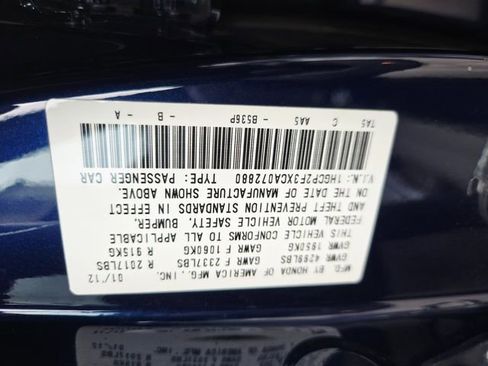 MFD. BY HONDA OF AMERICA MFG., INC. 01/12
GVWR 4299LBS GAWR F 2337LBS R 2017LBS
GVWR 1950KG GAWR F 1060KG R 915KG
THIS VEHICLE CONFORMS TO ALL APPLICABLE
FEDERAL MOTOR VEHICLE SAFETY, BUMPER,
AND THEFT PREVENTION STANDARDS IN EFFECT
ON THE DATE OF MANUFACTURE SHOWN ABOVE.
V.I.N.: 1HGCP2F3XCA072880 TYPE: PASSENGER CAR
TA5 C AA5 - B536P - B - A